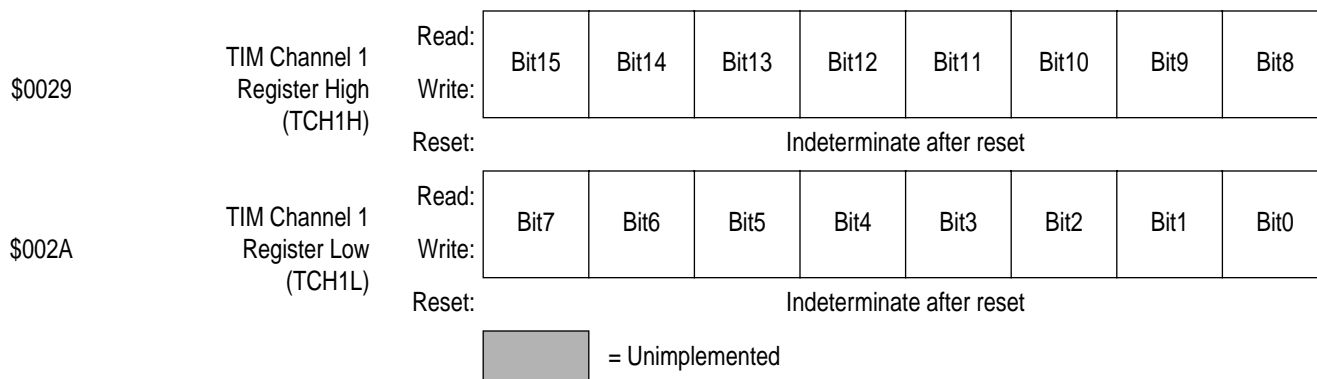 $0029 TIM Channel 1 Register High (TCH1H)
Read:
Write:
Bit15 Bit14 Bit13 Bit12 Bit11 Bit10 Bit9 Bit8
Reset: Indeterminate after reset
$002A TIM Channel 1 Register Low (TCH1L)
Read:
Write:
Bit7 Bit6 Bit5 Bit4 Bit3 Bit2 Bit1 Bit0
Reset: Indeterminate after reset
= Unimplemented